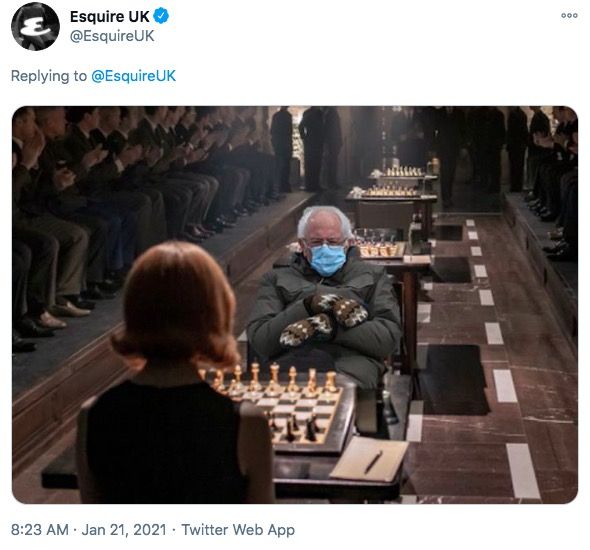 Esquire UK
@EsquireUK
Replying to @EsquireUK
8:23 AM · Jan 21, 2021 · Twitter Web App